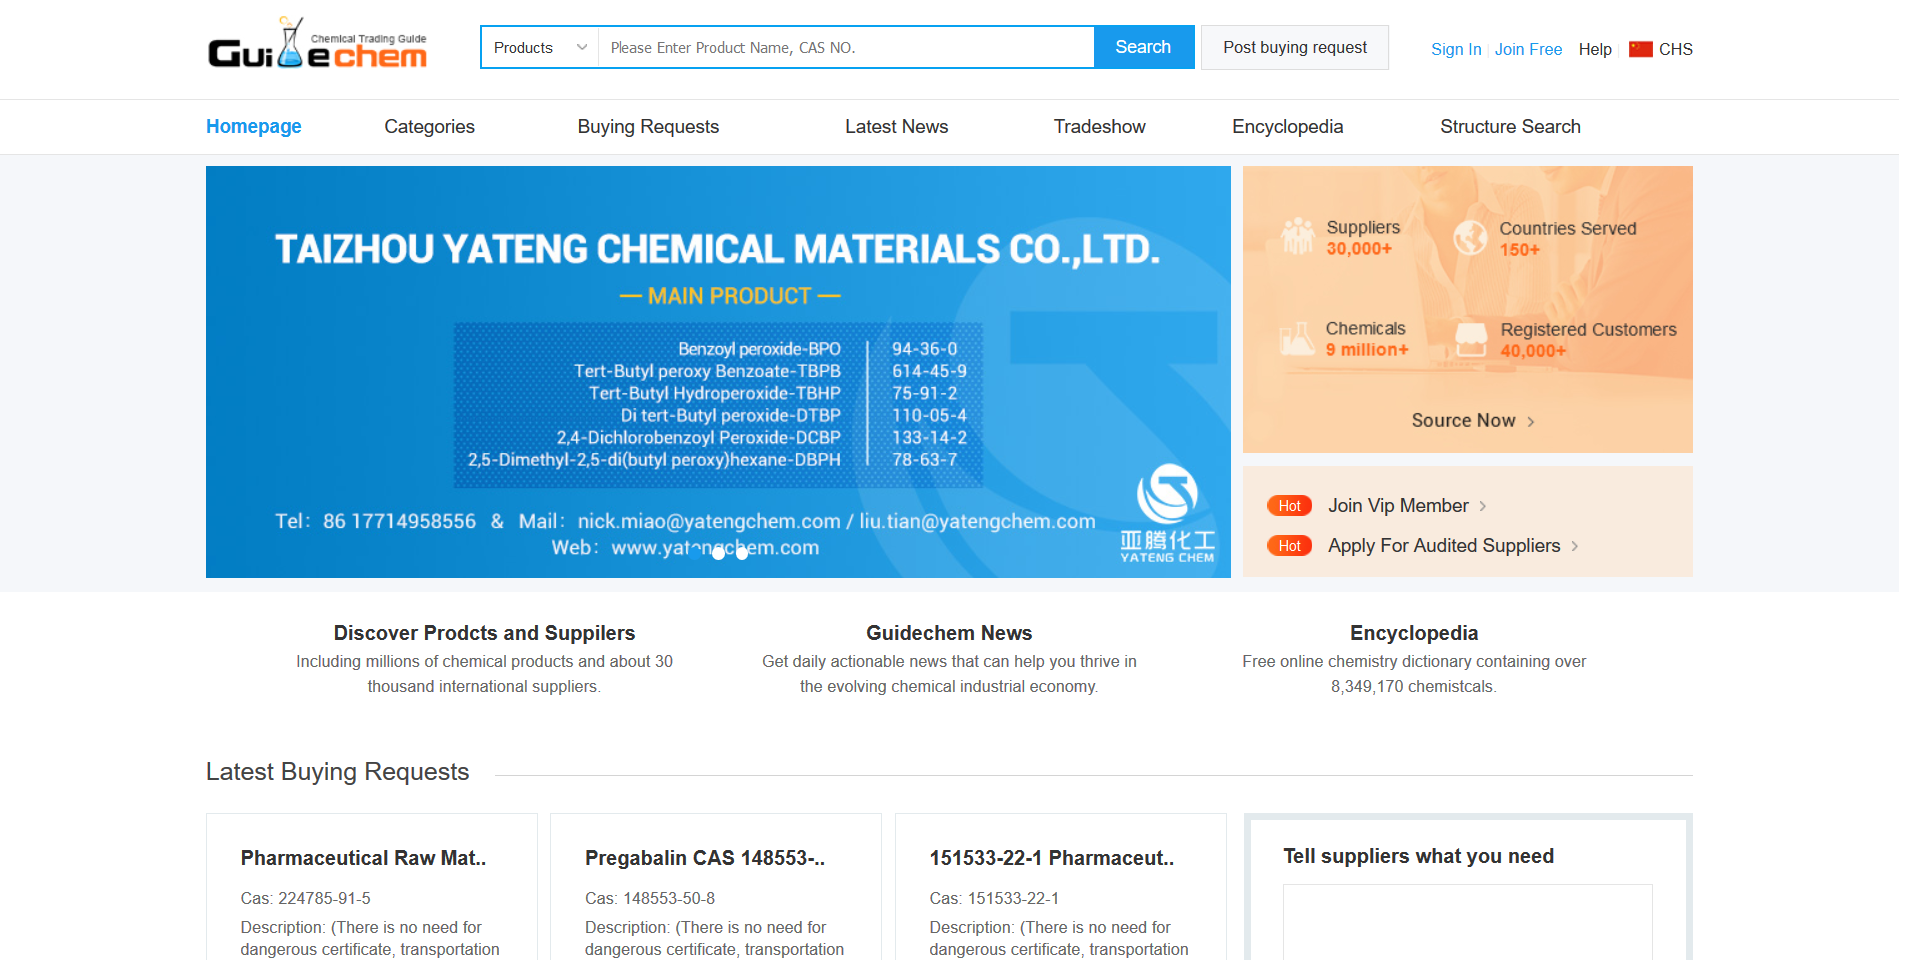 Guidechem
Chemical Trading Guide
Products
Please Enter Product Name, CAS NO.
Search
Post buying request
Sign In
Join Free
Help
CHS
Homepage
Categories
Buying Requests
Latest News
Tradeshow
Encyclopedia
Structure Search
TAIZHOU YATENG CHEMICAL MATERIALS CO.,LTD.
— MAIN PRODUCT —
Benzoyl peroxide-BPO 94-36-0
Tert-Butyl peroxy Benzoate-TBPB 614-45-9
Tert-Butyl Hydroperoxide-TBHP 75-91-2
Di tert-Butyl peroxide-DTBP 110-05-4
2,4-Dichlorobenzoyl Peroxide-DCBP 133-14-2
2,5-Dimethyl-2,5-di(butyl peroxy)hexane-DBPH 78-63-7
Tel： 86 17714958556 & Mail： nick.miao@yatengchem.com / liu.tian@yatengchem.com
Web： www.yatengchem.com
亚腾化工
YATENG CHEM
Suppliers
30,000+
Countries Served
150+
Chemicals
9 million+
Registered Customers
40,000+
Source Now
Hot Join Vip Member
Hot Apply For Audited Suppliers
Discover Prodcts and Suppilers
Including millions of chemical products and about 30
thousand international suppliers.
Guidechem News
Get daily actionable news that can help you thrive in
the evolving chemical industrial economy.
Encyclopedia
Free online chemistry dictionary containing over
8,349,170 chemistcals.
Latest Buying Requests
Pharmaceutical Raw Mat..
Cas: 224785-91-5
Description: (There is no need for
dangerous certificate, transportation
Pregabalin CAS 148553-..
Cas: 148553-50-8
Description: (There is no need for
dangerous certificate, transportation
151533-22-1 Pharmaceut..
Cas: 151533-22-1
Description: (There is no need for
dangerous certificate, transportation
Tell suppliers what you need